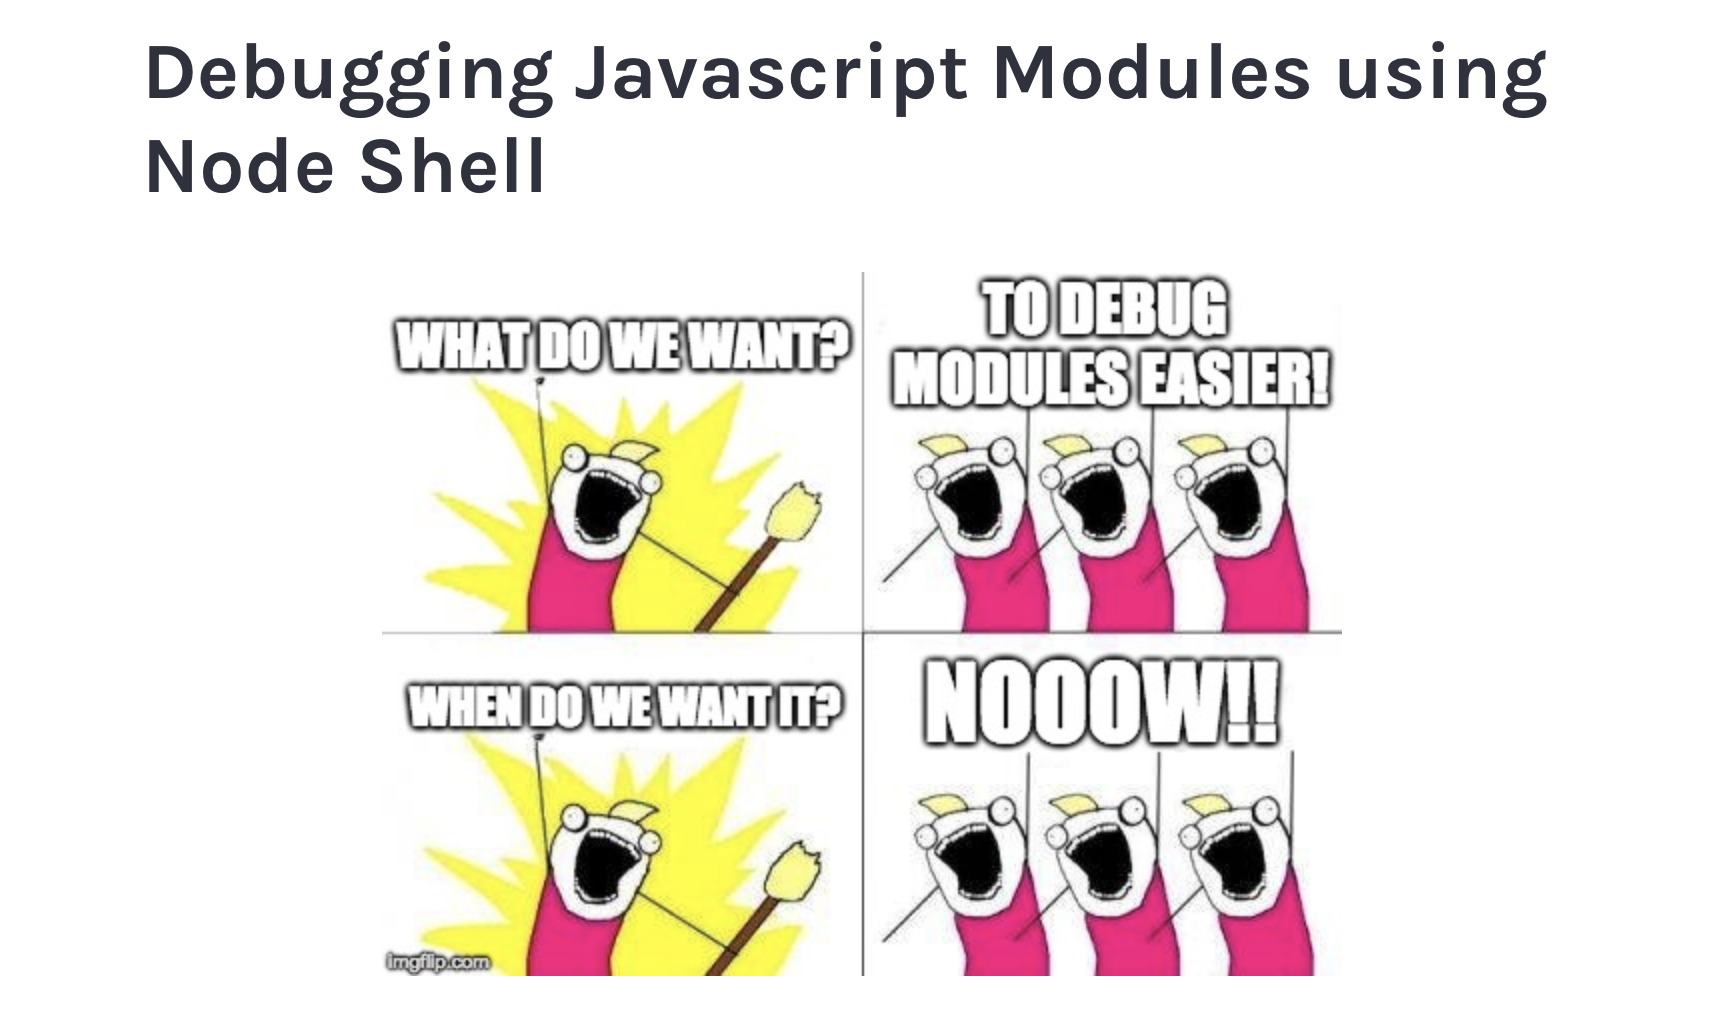 Debugging Javascript Modules using
Node Shell
WHAT DO WE WANT?
TO DEBUG
MODULES EASIER!
WHEN DO WE WANT IT?
NOOOW!!
imgflip.com